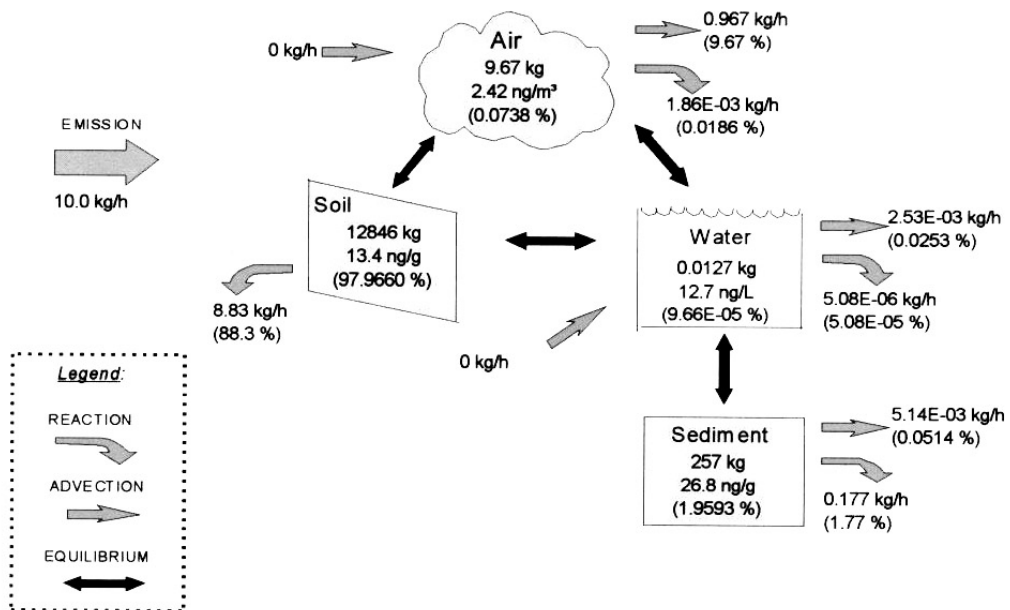 0 kg/h
Air
9.67 kg
2.42 ng/m³
(0.0738 %)
0.967 kg/h
(9.67 %)
1.86E-03 kg/h
(0.0186 %)
EMISSION
10.0 kg/h
Soil
12846 kg
13.4 ng/g
(97.9660 %)
8.83 kg/h
(88.3 %)
Water
0.0127 kg
12.7 ng/L
(9.66E-05 %)
2.53E-03 kg/h
(0.0253 %)
5.08E-06 kg/h
(5.08E-05 %)
0 kg/h
Sediment
257 kg
26.8 ng/g
(1.9593 %)
5.14E-03 kg/h
(0.0514 %)
0.177 kg/h
(1.77 %)
Legend:
REACTION
ADVECTION
EQUILIBRIUM